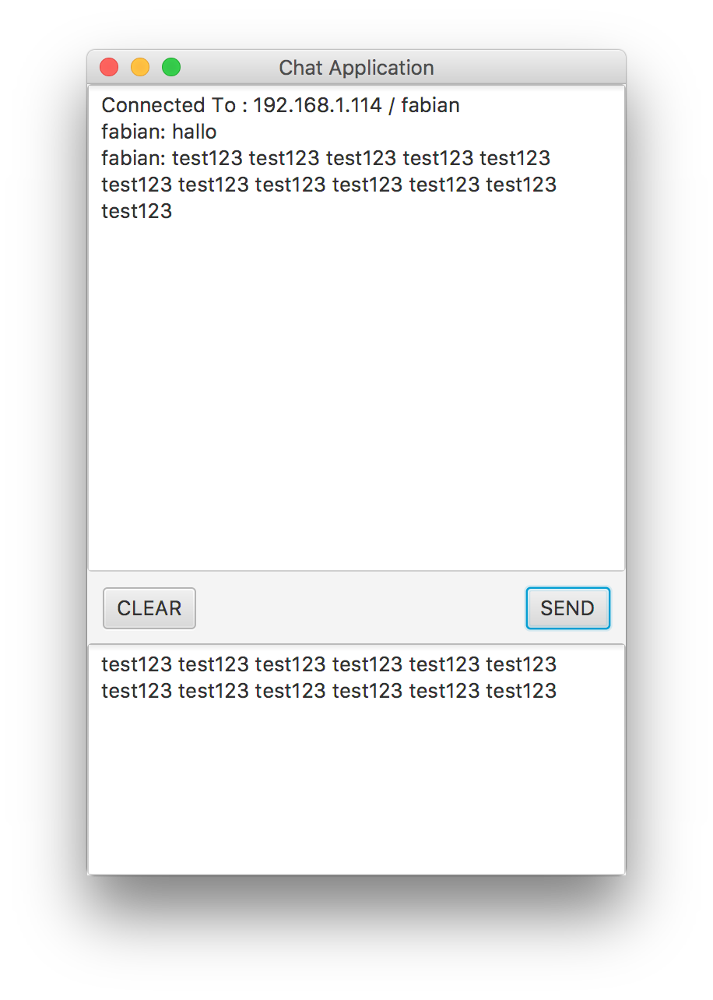 Chat Application
Connected To : 192.168.1.114 / fabian
fabian: hallo
fabian: test123 test123 test123 test123 test123
test123 test123 test123 test123 test123 test123
test123
CLEAR
SEND
test123 test123 test123 test123 test123 test123
test123 test123 test123 test123 test123 test123